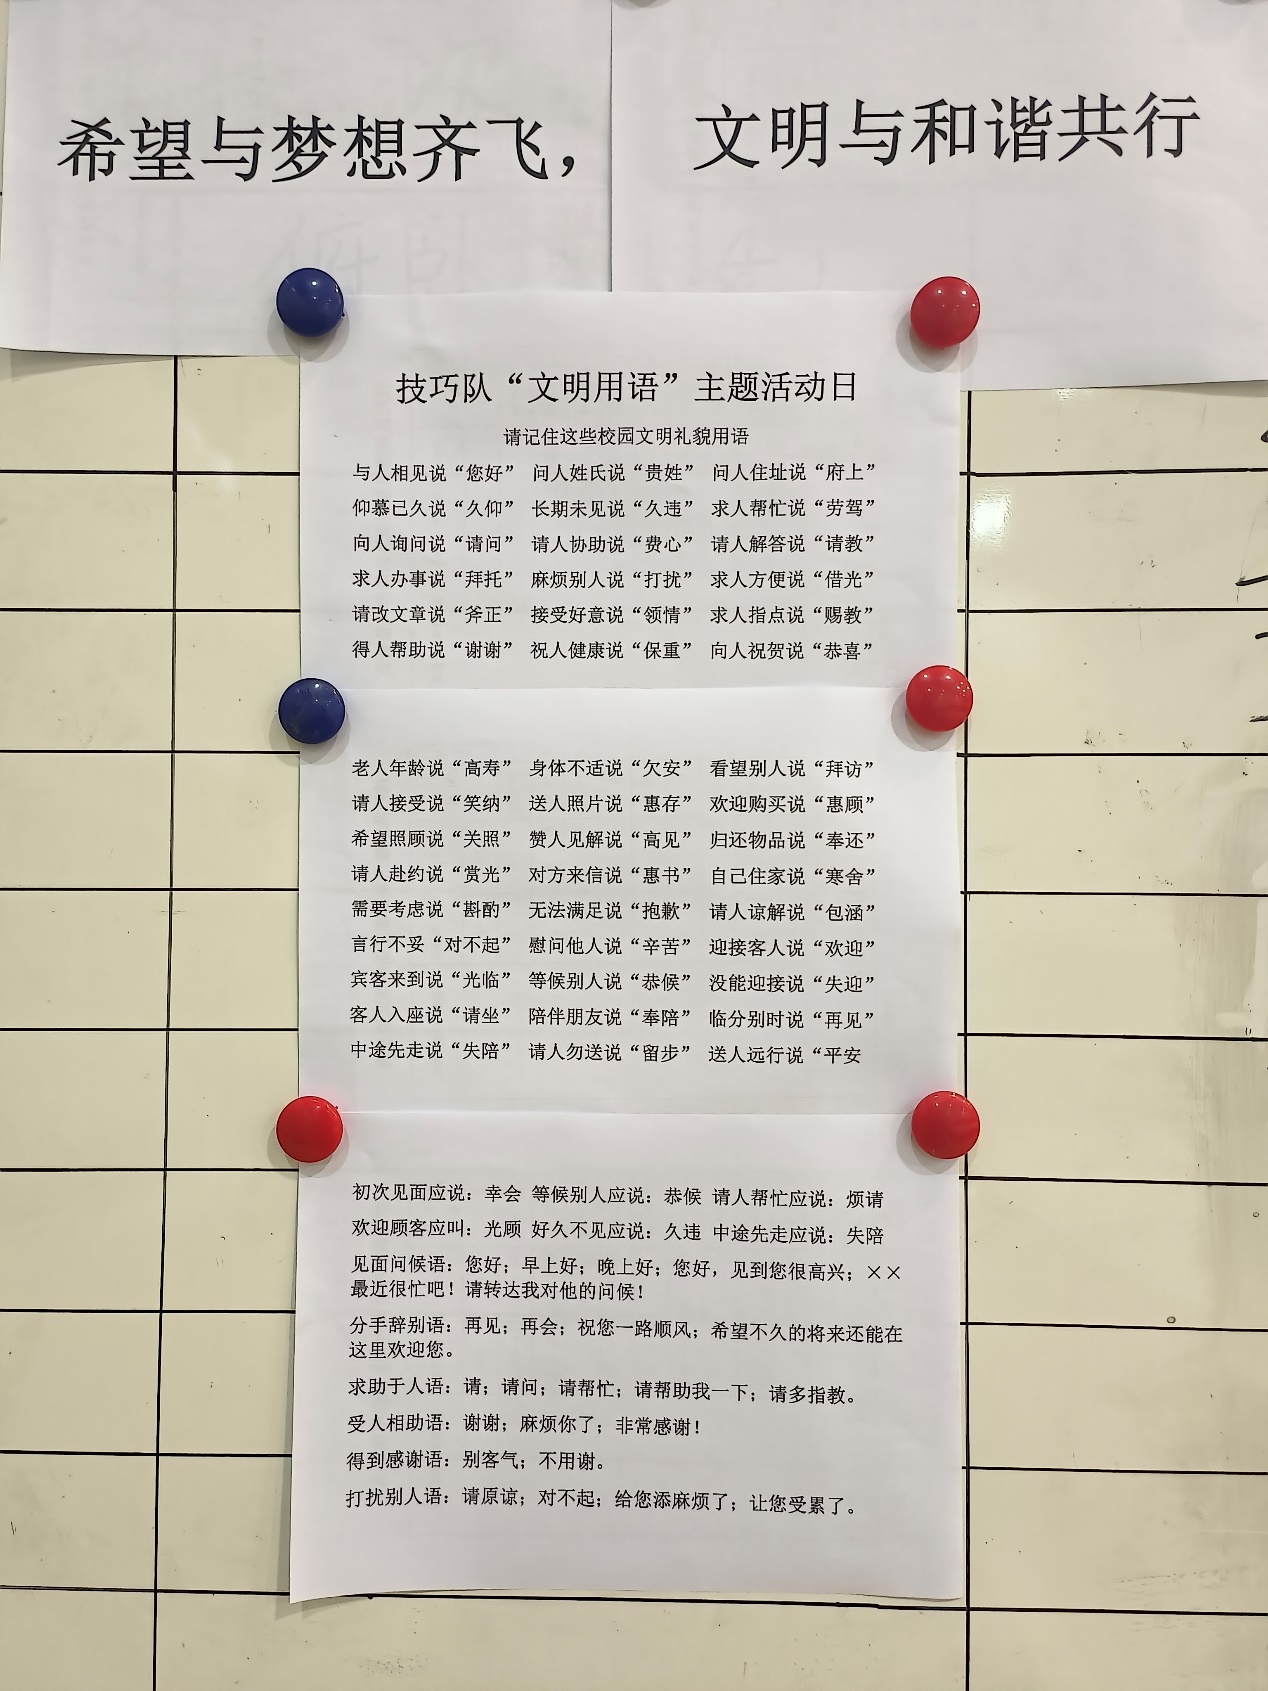 希望与梦想齐飞，
文明与和谐共行
技巧队“文明用语”主题活动日
请记住这些校园文明礼貌用语
与人相见说“您好” 问人姓氏说“贵姓” 问人住址说“府上”
仰慕已久说“久仰” 长期未见说“久违” 求人帮忙说“劳驾”
向人询问说“请问” 请人协助说“费心” 请人解答说“请教”
求人办事说“拜托” 麻烦别人说“打扰” 求人方便说“借光”
请改文章说“斧正” 接受好意说“领情” 求人指点说“赐教”
得人帮助说“谢谢” 祝人健康说“保重” 向人祝贺说“恭喜”
老人年龄说“高寿” 身体不适说“欠安” 看望别人说“拜访”
请人接受说“笑纳” 送人照片说“惠存” 欢迎购买说“惠顾”
希望照顾说“关照” 赞人见解说“高见” 归还物品说“奉还”
请人赴约说“赏光” 对方来信说“惠书” 自己住家说“寒舍”
需要考虑说“斟酌” 无法满足说“抱歉” 请人谅解说“包涵”
言行不妥“对不起” 慰问他人说“辛苦” 迎接客人说“欢迎”
宾客来到说“光临” 等候别人说“恭候” 没能迎接说“失迎”
客人入座说“请坐” 陪伴朋友说“奉陪” 临分别时说“再见”
中途先走说“失陪” 请人勿送说“留步” 送人远行说“平安
初次见面应说：幸会 等候别人应说：恭候 请人帮忙应说：烦请
欢迎顾客应叫：光顾 好久不见应说：久违 中途先走应说：失陪
见面问候语：您好；早上好；晚上好；您好，见到您很高兴；××
最近很忙吧！请转达我对他的问候！
分手辞别语：再见；再会；祝您一路顺风；希望不久的将来还能在
这里欢迎您。
求助于人语：请；请问；请帮忙；请帮助我一下；请多指教。
受人相助语：谢谢；麻烦你了；非常感谢！
得到感谢语：别客气；不用谢。
打扰别人语：请原谅；对不起；给您添麻烦了；让您受累了。